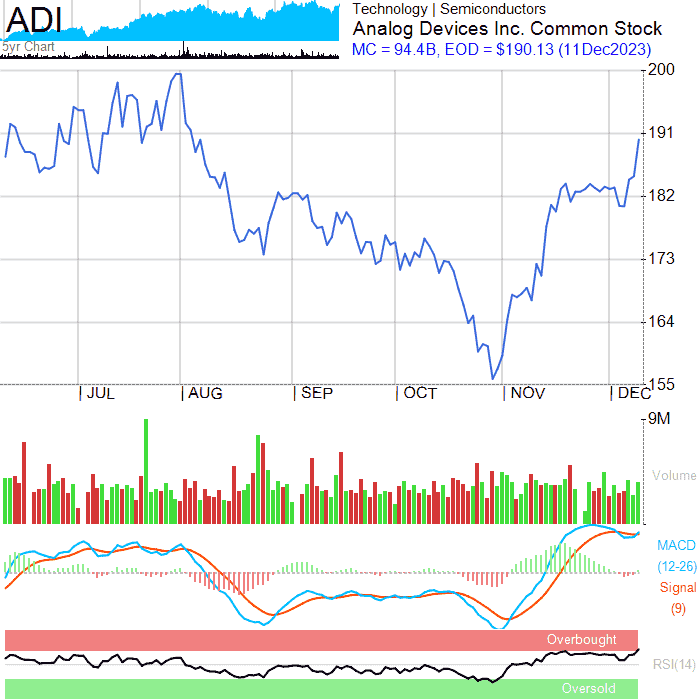 ADI
5yr Chart
Technology | Semiconductors
Analog Devices Inc. Common Stock
MC = 94.4B, EOD = $190.13 (11Dec2023)
200
191
182
173
164
155
| JUL | AUG | SEP | OCT | NOV | DEC
9M
Volume
MACD
(12-26)
Signal
(9)
Overbought
RSI(14)
Oversold